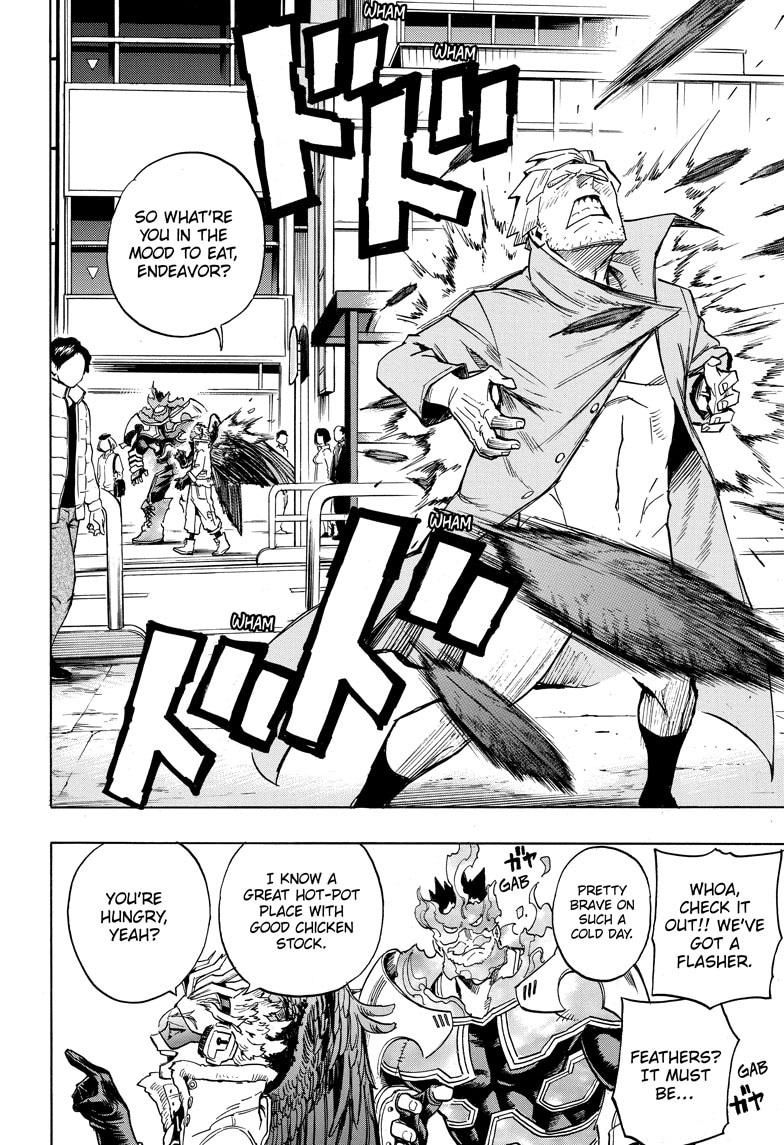 WHAM
WHAM
ドド
WHAM
SO WHAT'RE
YOU IN THE
MOOD TO EAT,
ENDEAVOR?
WHAM
WHAM
ドド
WHOA,
CHECK IT
OUT!! WE'VE
GOT A
FLASHER.
PRETTY
BRAVE ON
SUCH A
COLD DAY.
ガヤ
GAB
FEATHERS?
IT MUST
BE...
GAB
ガヤ
I KNOW A
GREAT HOT-POT
PLACE WITH
GOOD CHICKEN
STOCK.
YOU'RE
HUNGRY,
YEAH?